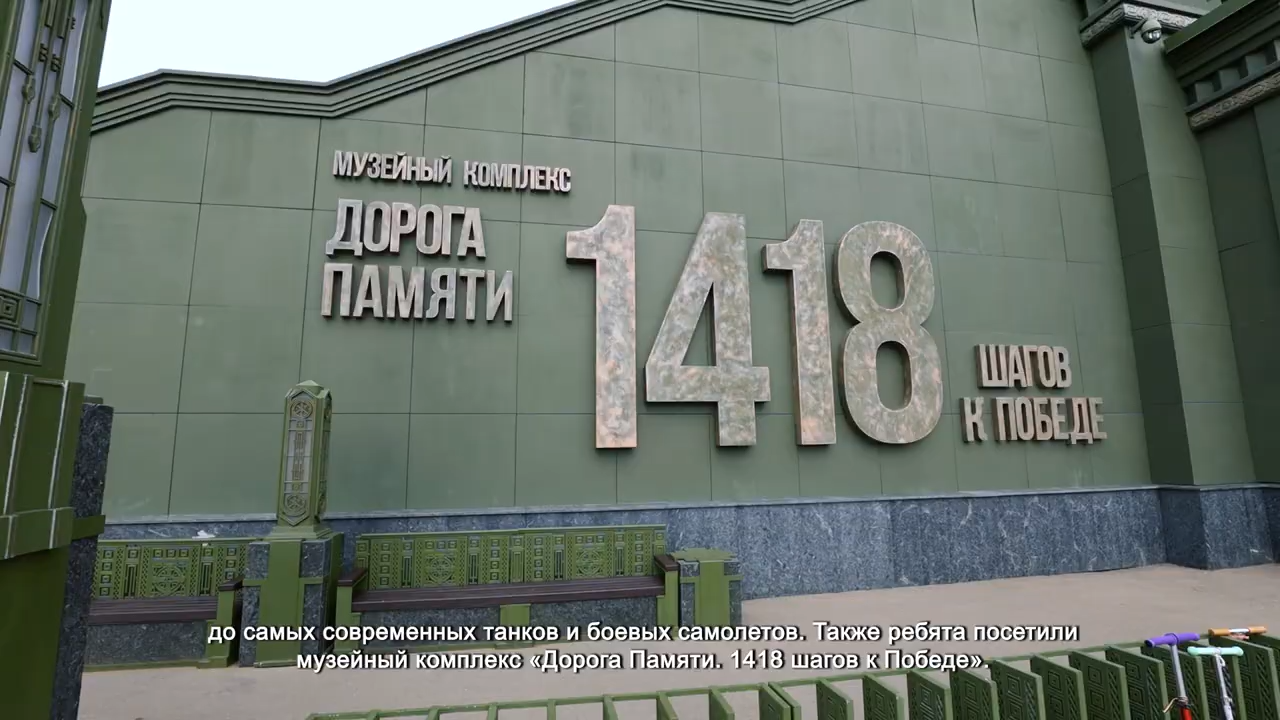 МУЗЕЙНЫЙ КОМПЛЕКС
ДОРОГА
ПАМЯТИ
1418
ШАГОВ
К ПОБЕДЕ
до самых современных танков и боевых самолетов. Также ребята посетили
музейный комплекс «Дорога Памяти. 1418 шагов к Победе».